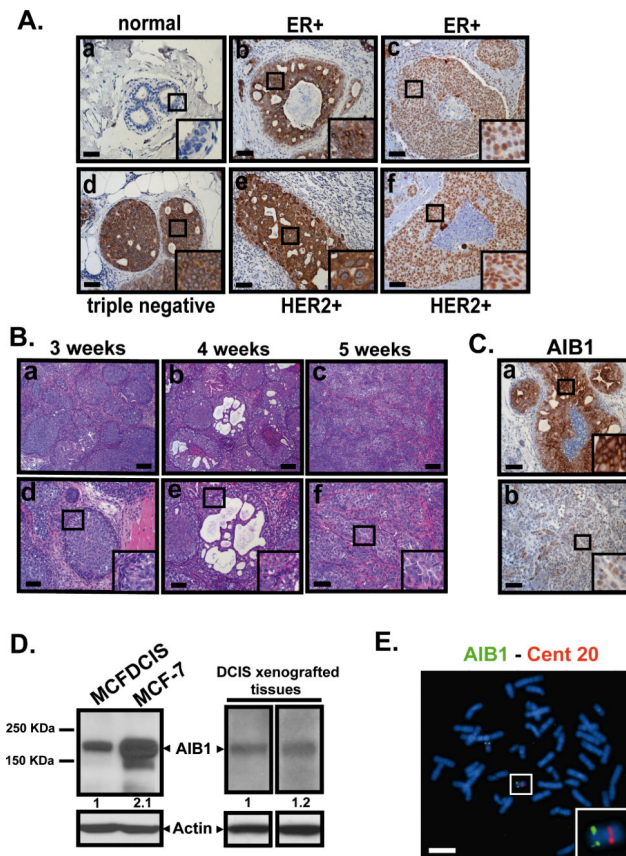 A.
normal ER+ ER+
a b c
d e f
triple negative HER2+ HER2+
B.
3 weeks 4 weeks 5 weeks
a b c
d e f
C.
AIB1
a
b
D.
MCFDCIS
MCF-7
DCIS xenografted
tissues
250 KDa
150 KDa
AIB1
1 2.1 1 1.2
Actin
E.
AIB1 - Cent 20